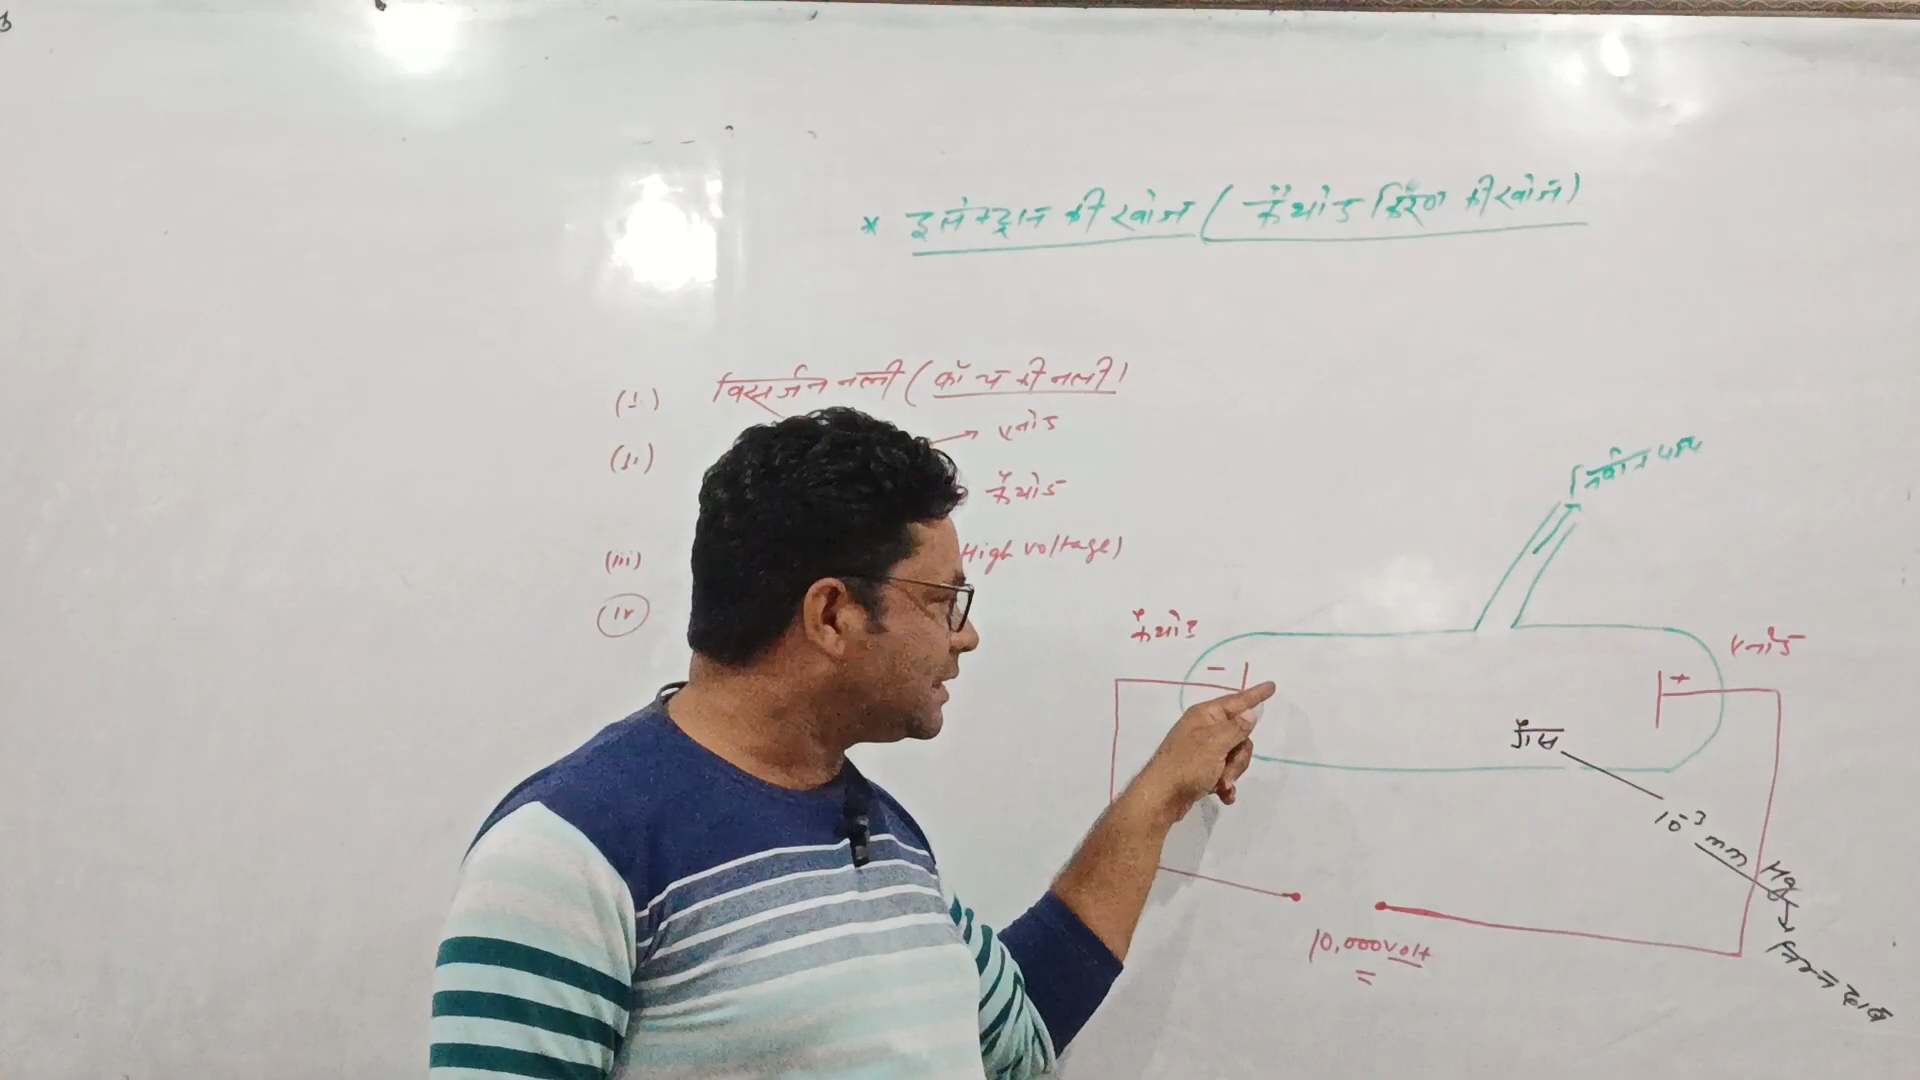 * इलेक्ट्रान की खोज ( कैथोड किरण की खोज )
(i.) विसर्जन नली ( काँच की नली )
(ii) → एनोड
कैथोड
(iii) High voltage)
(iv)
निर्वात पम्प
कैथोड
एनोड
-
+
गैस
10⁻³ mm Hg → निम्न दाब
10,000 volt